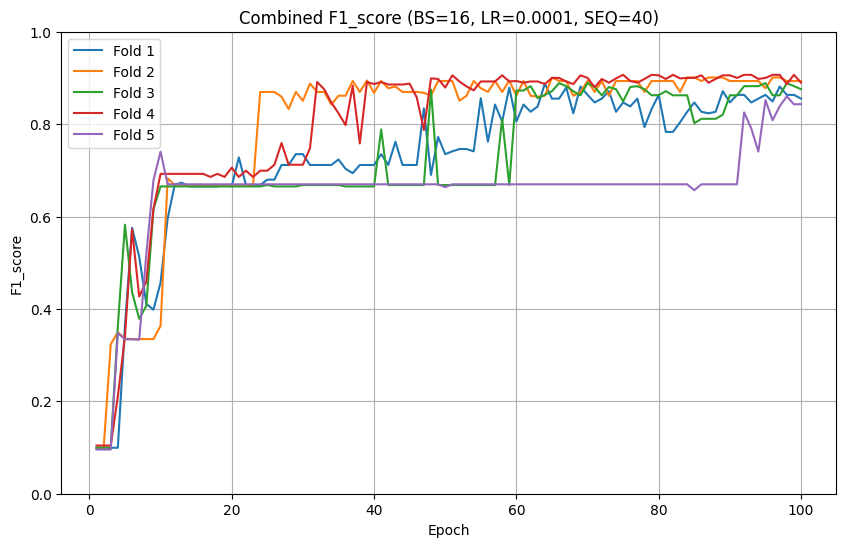 Combined F1_score (BS=16, LR=0.0001, SEQ=40)
Fold 1
Fold 2
Fold 3
Fold 4
Fold 5
1.0
0.8
0.6
0.4
0.2
0.0
F1_score
0 20 40 60 80 100
Epoch